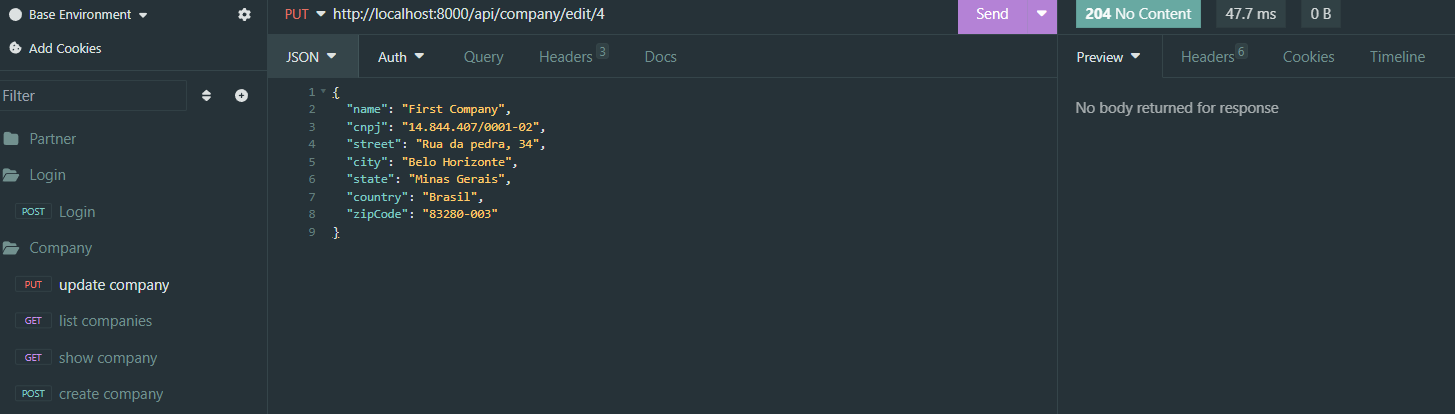 Base Environment
Add Cookies
Filter
Partner
Login
POST Login
Company
PUT update company
GET list companies
GET show company
POST create company
PUT http://localhost:8000/api/company/edit/4
Send
JSON
Auth
Query
Headers 3
Docs
1 {
2 "name": "First Company",
3 "cnpj": "14.844.407/0001-02",
4 "street": "Rua da pedra, 34",
5 "city": "Belo Horizonte",
6 "state": "Minas Gerais",
7 "country": "Brasil",
8 "zipCode": "83280-003"
9 }
204 No Content
47.7 ms
0 B
Preview
Headers 6
Cookies
Timeline
No body returned for response